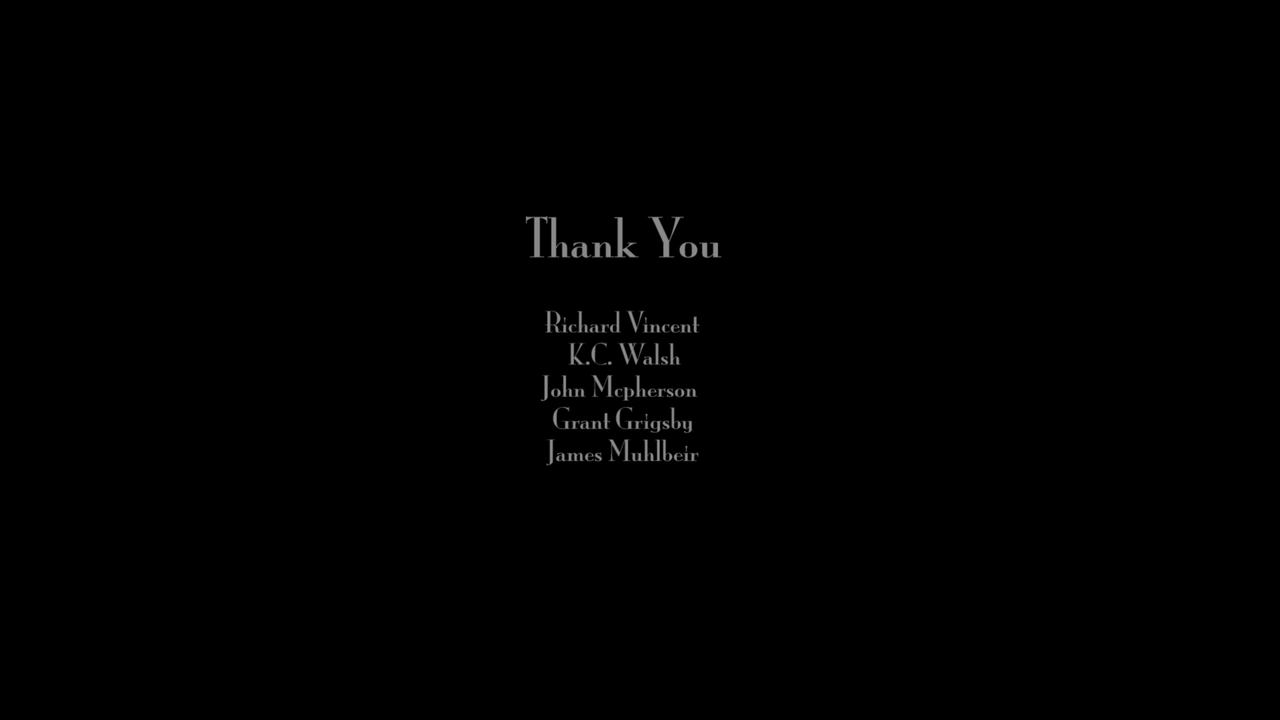 Thank You
Richard Vincent
K.C. Walsh
John Mcpherson
Grant Grigsby
James Muhlbeir